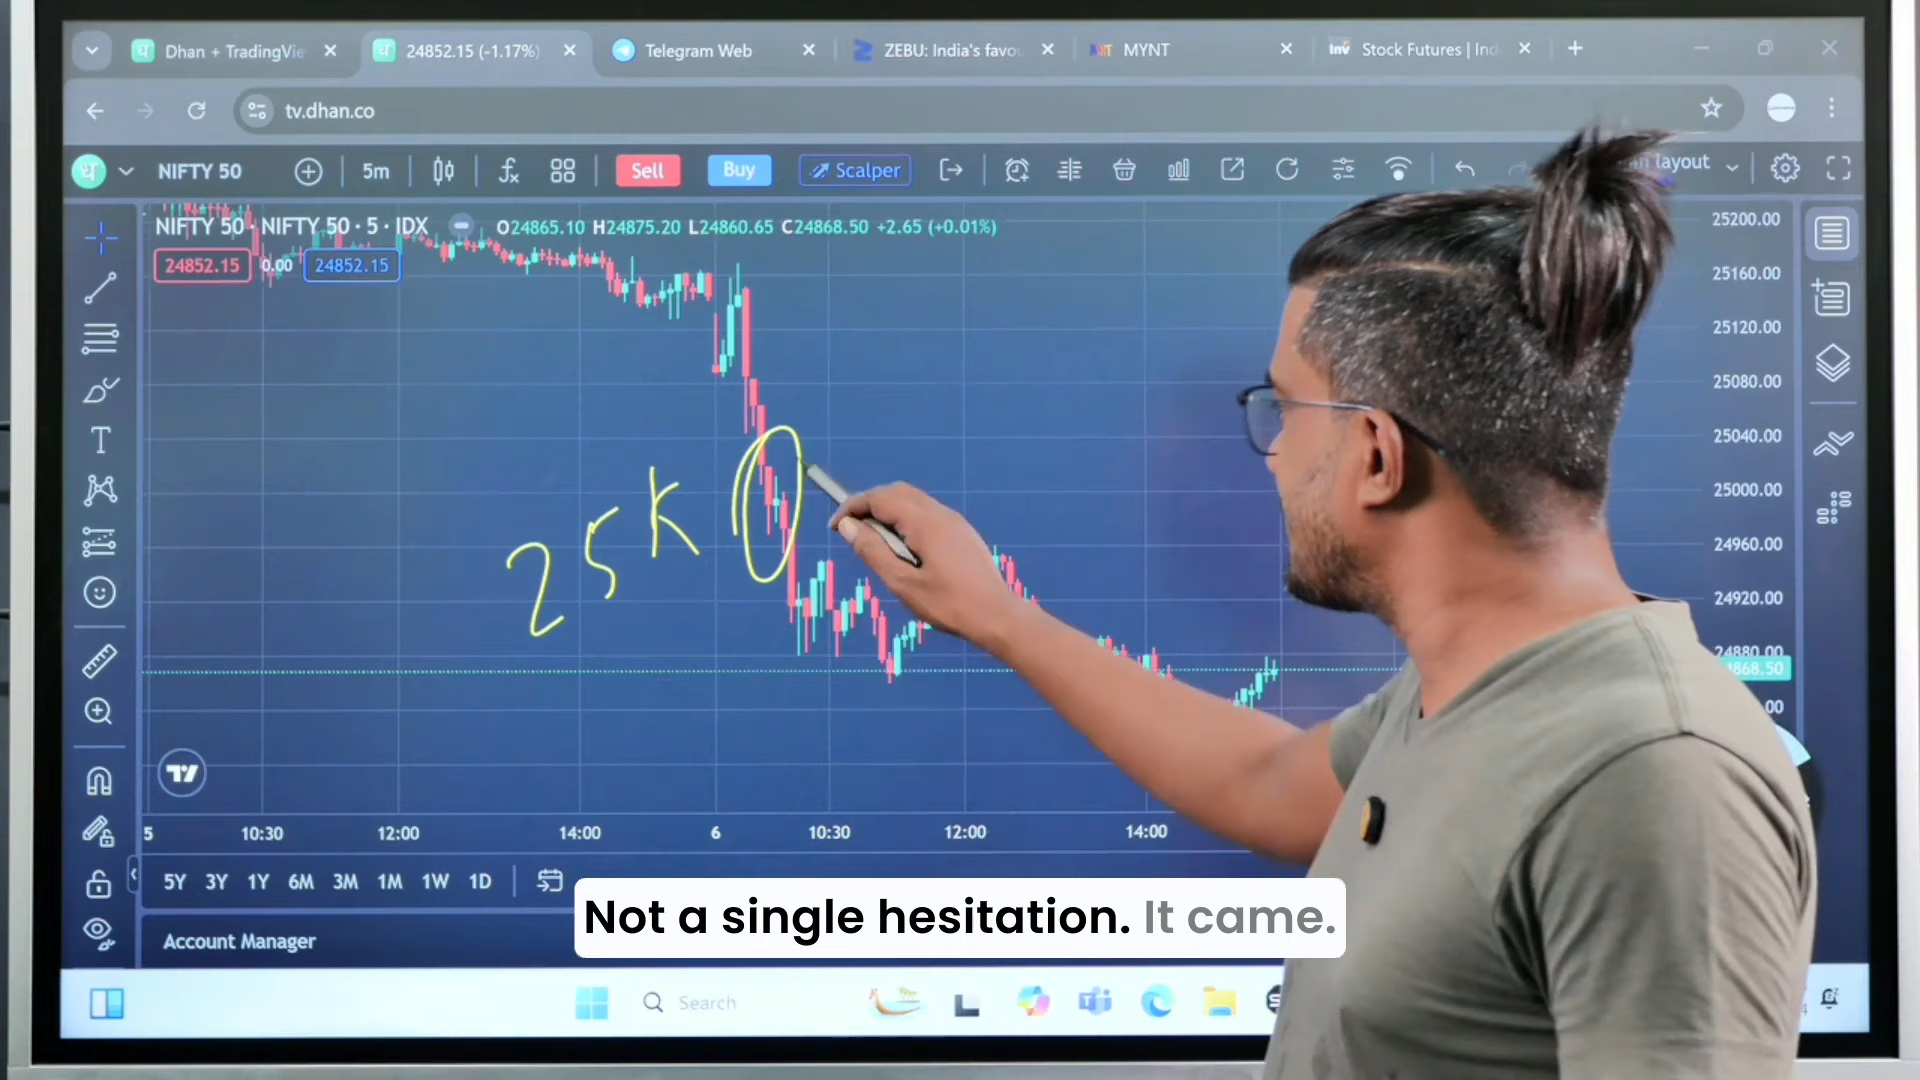 Dhan + TradingVie
24852.15 (-1.17%)
Telegram Web
ZEBU: India's favo
MYNT
Inv Stock Futures | Ind
tv.dhan.co
NIFTY 50
5m
Sell
Buy
Scalper
layout
NIFTY 50 · NIFTY 50 · 5 · IDX
O24865.10 H24875.20 L24860.65 C24868.50 +2.65 (+0.01%)
24852.15 0.00 24852.15
25200.00
25160.00
25120.00
25080.00
25040.00
25000.00
24960.00
24920.00
24880.00
868.50
.00
25K
5 10:30 12:00 14:00 6 10:30 12:00 14:00
5Y 3Y 1Y 6M 3M 1M 1W 1D
Not a single hesitation. It came.
Account Manager
Search